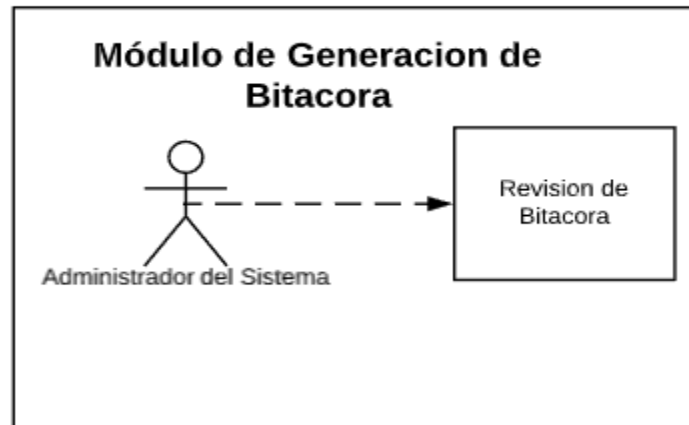 Módulo de Generacion de
Bitacora
Revision de
Bitacora
Administrador del Sistema